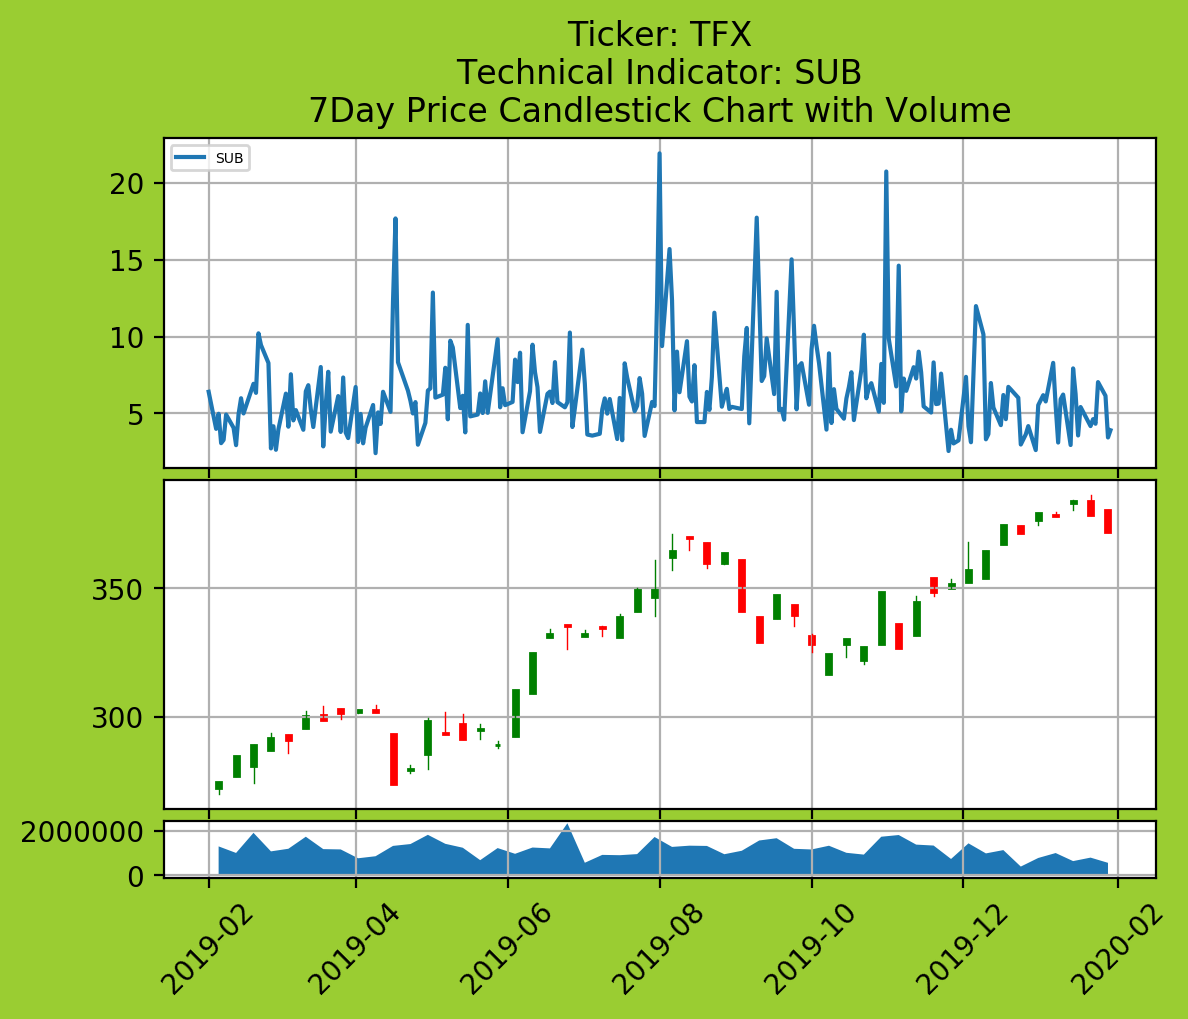 Ticker: TFX
Technical Indicator: SUB
7Day Price Candlestick Chart with Volume
SUB
20
15
10
5
350
300
2000000
0
2019-02 2019-04 2019-06 2019-08 2019-10 2019-12 2020-02